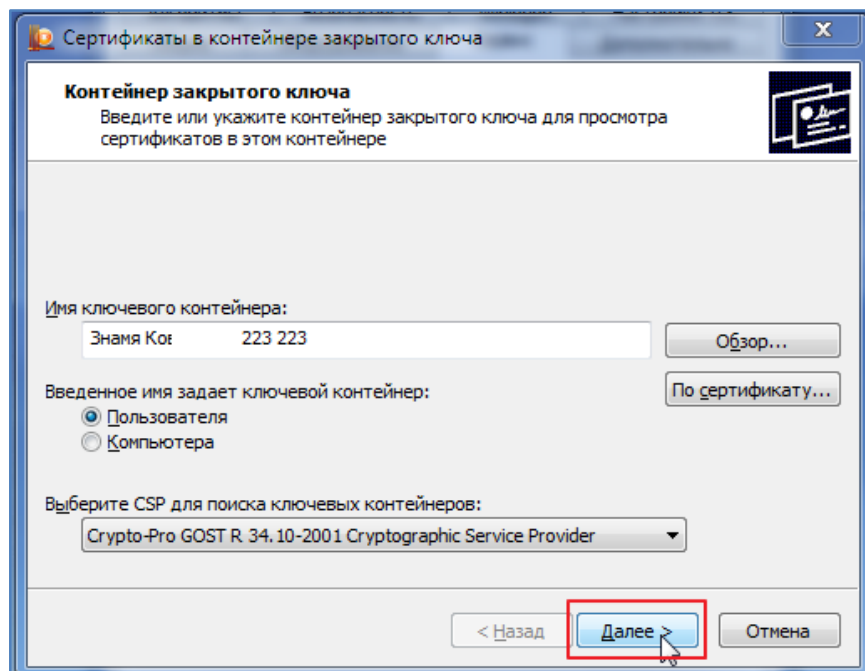 Сертификаты в контейнере закрытого ключа
X
Контейнер закрытого ключа
Введите или укажите контейнер закрытого ключа для просмотра
сертификатов в этом контейнере
Имя ключевого контейнера:
Знамя 223 223
Обзор...
Введенное имя задает ключевой контейнер:
По сертификату...
Пользователя
Компьютера
Выберите CSP для поиска ключевых контейнеров:
Crypto-Pro GOST R 34.10-2001 Cryptographic Service Provider
< Назад
Далее >
Отмена